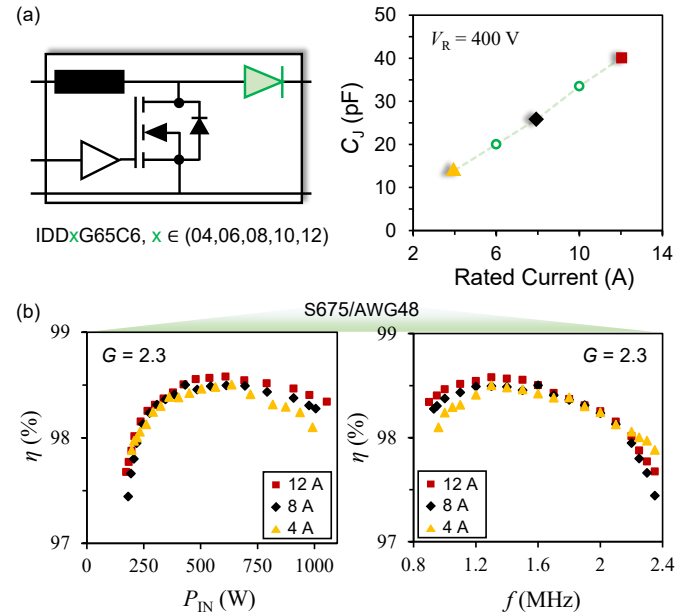 (a)
IDDxG65C6, x ∈ (04,06,08,10,12)
V_R = 400 V
C_J (pF)
50
40
30
20
10
0
2
6
10
14
Rated Current (A)
(b)
S675/AWG48
G = 2.3
η (%)
99
98
97
12 A
8 A
4 A
0
250
500
750
1000
P_IN (W)
G = 2.3
η (%)
99
98
99
12 A
8 A
4 A
0.8
1.2
1.6
2
2.4
f (MHz)